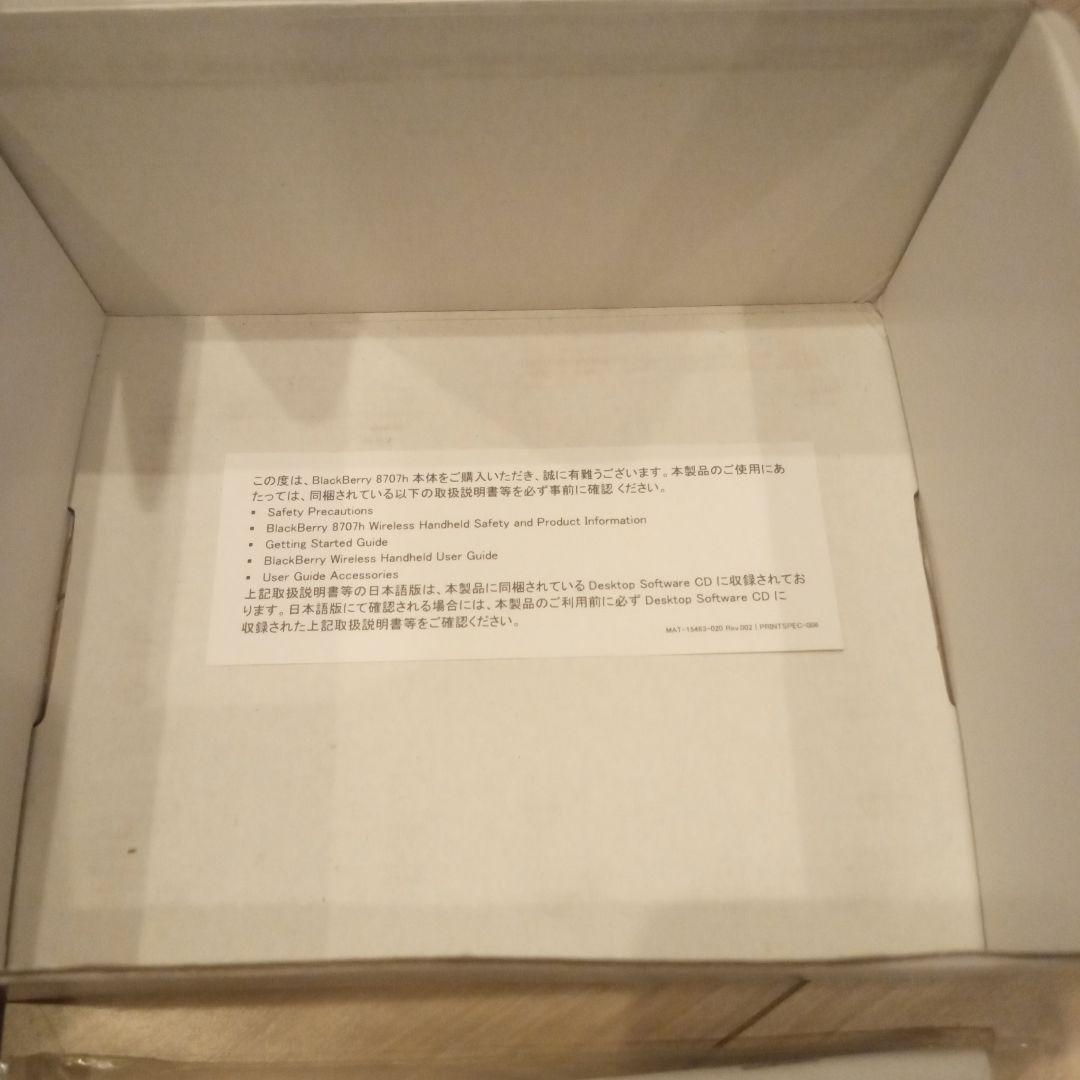 この度は、BlackBerry 8707h 本体をご購入いただき、誠に有難うございます。本製品のご使用にあ
たっては、同梱されている以下の取扱説明書等を必ず事前に確認 ください。
▪ Safety Precautions
▪ BlackBerry 8707h Wireless Handheld Safety and Product Information
▪ Getting Started Guide
▪ BlackBerry Wireless Handheld User Guide
▪ User Guide Accessories
上記取扱説明書等の日本語版は、本製品に同梱されている Desktop Software CD に収録されてお
ります。日本語版にて確認される場合には、本製品のご利用前に必ず Desktop Software CD に
収録された上記取扱説明書等をご確認ください。
MAT-15463-020 Rev002 | PRINTSPEC-006